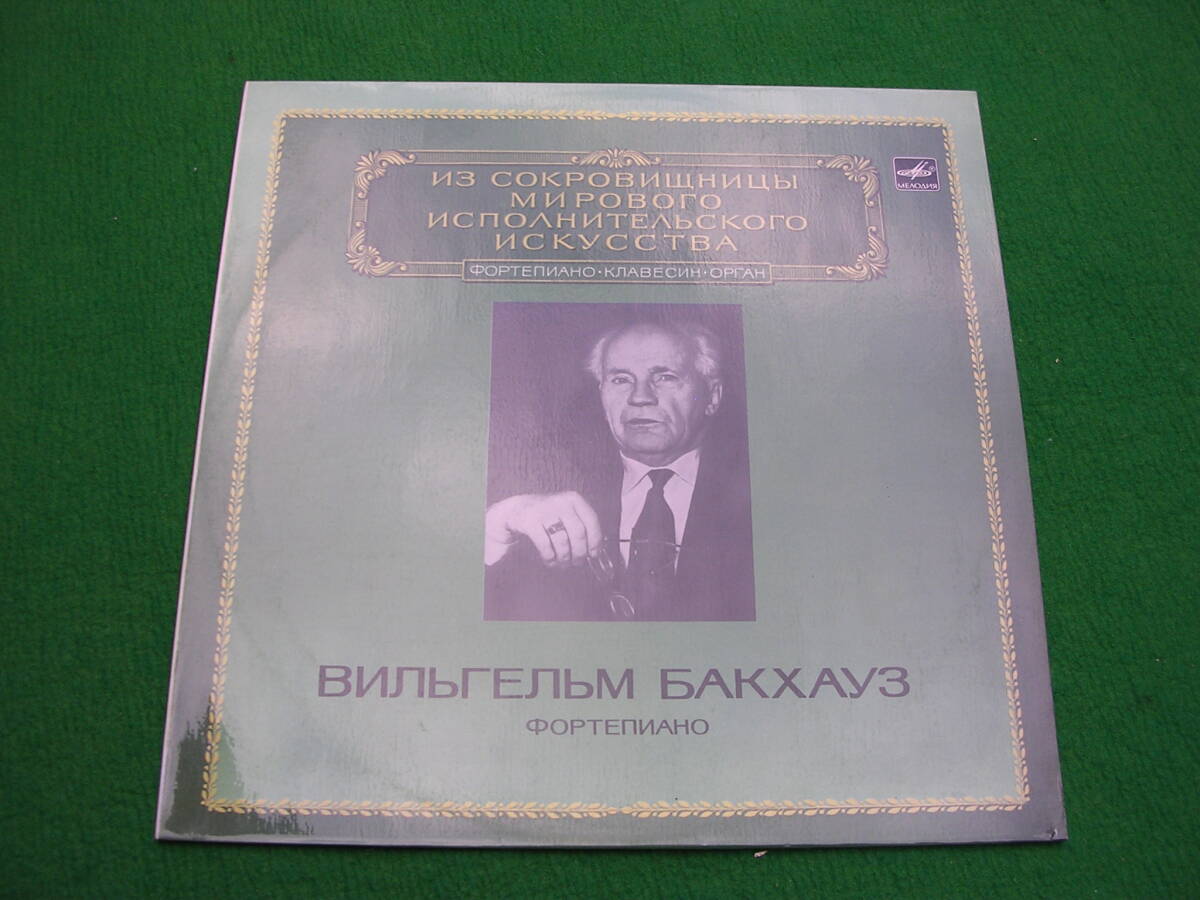 ИЗ СОКРОВИЩНИЦЫ
МИРОВОГО
ИСПОЛНИТЕЛЬСКОГО
ИСКУССТВА
ФОРТЕПИАНО·КЛАВЕСИН·ОРГАН
®
МЕЛОДИЯ
ВИЛЬГЕЛЬМ БАКХАУЗ
ФОРТЕПИАНО